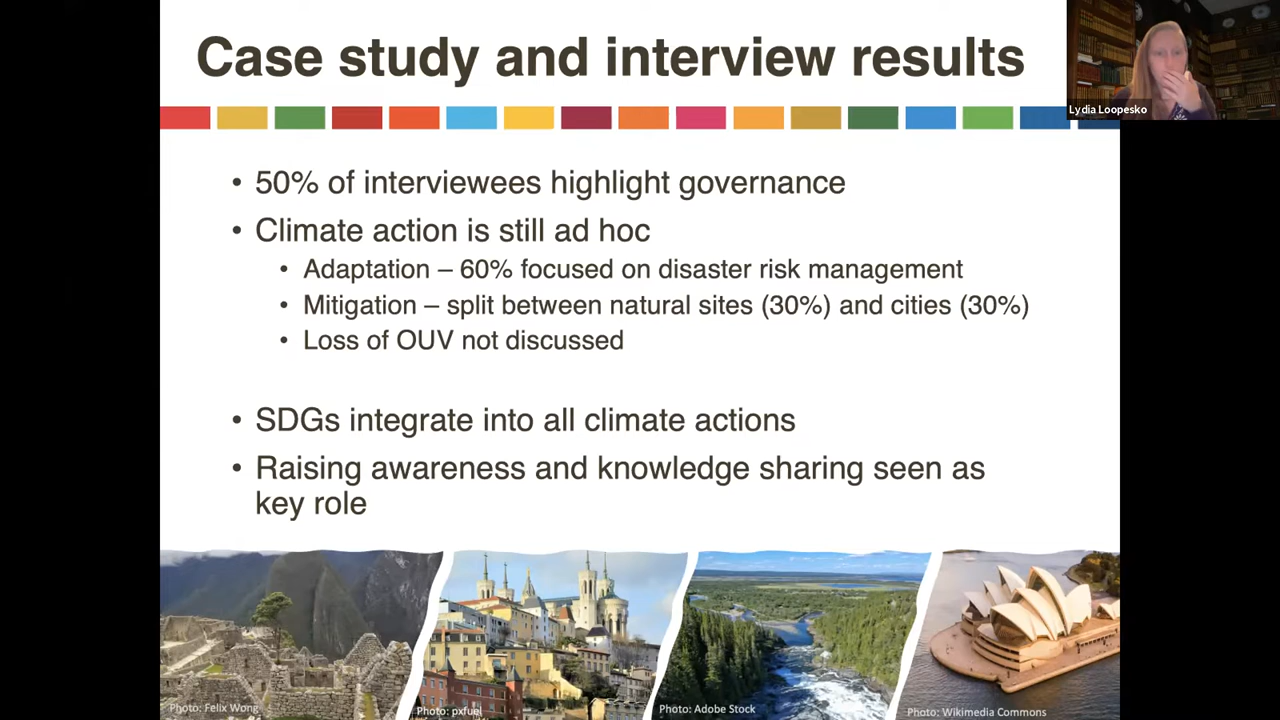 Case study and interview results
Lydia Loopesko
• 50% of interviewees highlight governance
• Climate action is still ad hoc
• Adaptation – 60% focused on disaster risk management
• Mitigation – split between natural sites (30%) and cities (30%)
• Loss of OUV not discussed
• SDGs integrate into all climate actions
• Raising awareness and knowledge sharing seen as
key role
Photo: Felix Wong
Photo: pxfuel
Photo: Adobe Stock
Photo: Wikimedia Commons